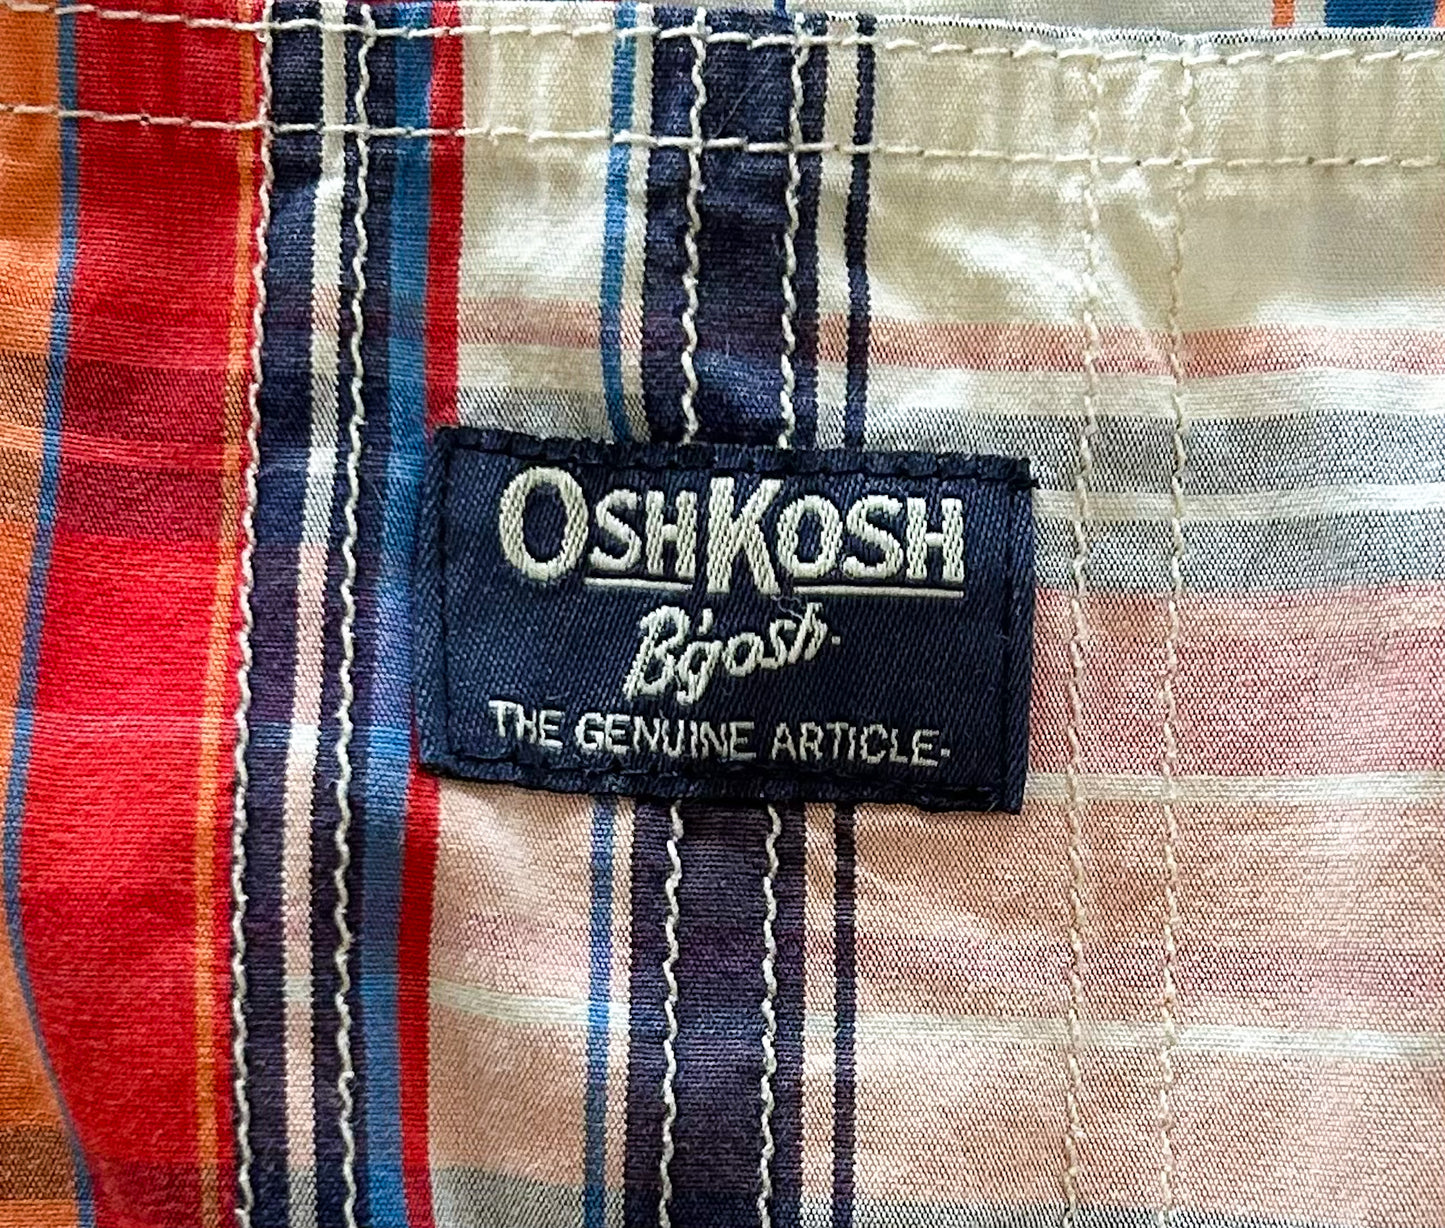 OSHKOSH
B'gosh.
THE GENUINE ARTICLE.